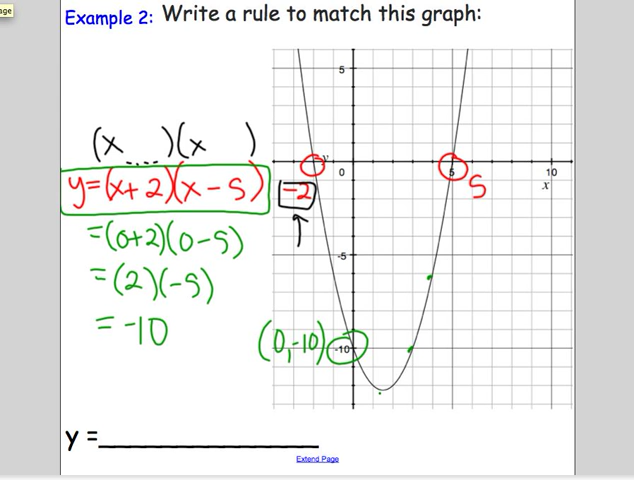 age
Example 2: Write a rule to match this graph:
5
(x ....)(x )
y
0
5
10
x
y=(x+2)(x-5)
-2
5
=(0+2)(0-5)
-5
=(2)(-5)
= -10
(0,-10)
-10
y =
Extend Page